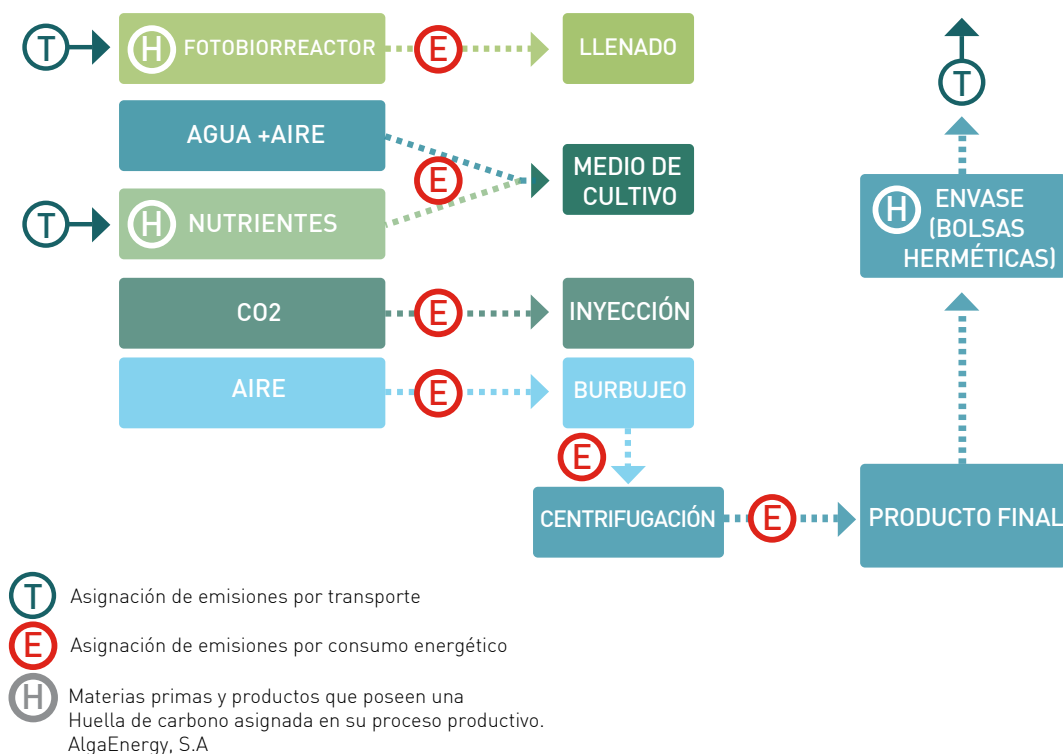 T
H FOTOBIORREACTOR
E
LLENADO
T
AGUA +AIRE
E
MEDIO DE
CULTIVO
T
H NUTRIENTES
H ENVASE
(BOLSAS
HERMÉTICAS)
CO2
E
INYECCIÓN
AIRE
E
BURBUJEO
E
CENTRIFUGACIÓN
E
PRODUCTO FINAL
T Asignación de emisiones por transporte
E Asignación de emisiones por consumo energético
H Materias primas y productos que poseen una
Huella de carbono asignada en su proceso productivo.
AlgaEnergy, S.A